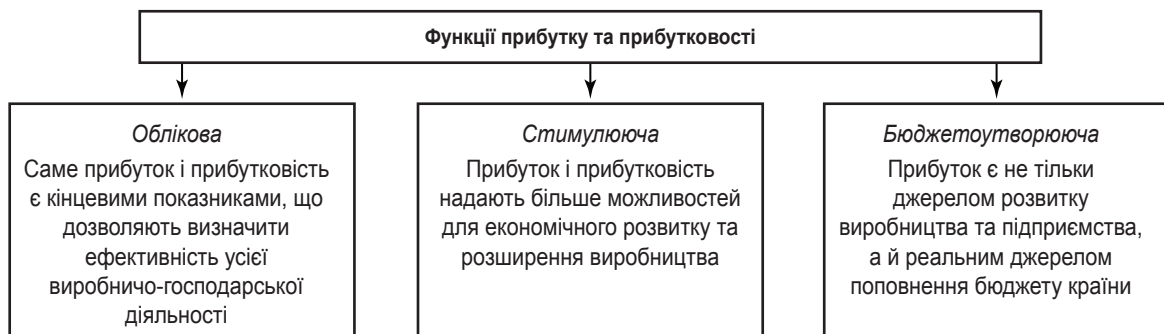 Функції прибутку та прибутковості
Облікова
Саме прибуток і прибутковість
є кінцевими показниками, що
дозволяють визначити
ефективність усієї
виробничо-господарської
діяльності
Стимулююча
Прибуток і прибутковість
надають більше можливостей
для економічного розвитку та
розширення виробництва
Бюджетоутворююча
Прибуток є не тільки
джерелом розвитку
виробництва та підприємства,
а й реальним джерелом
поповнення бюджету країни